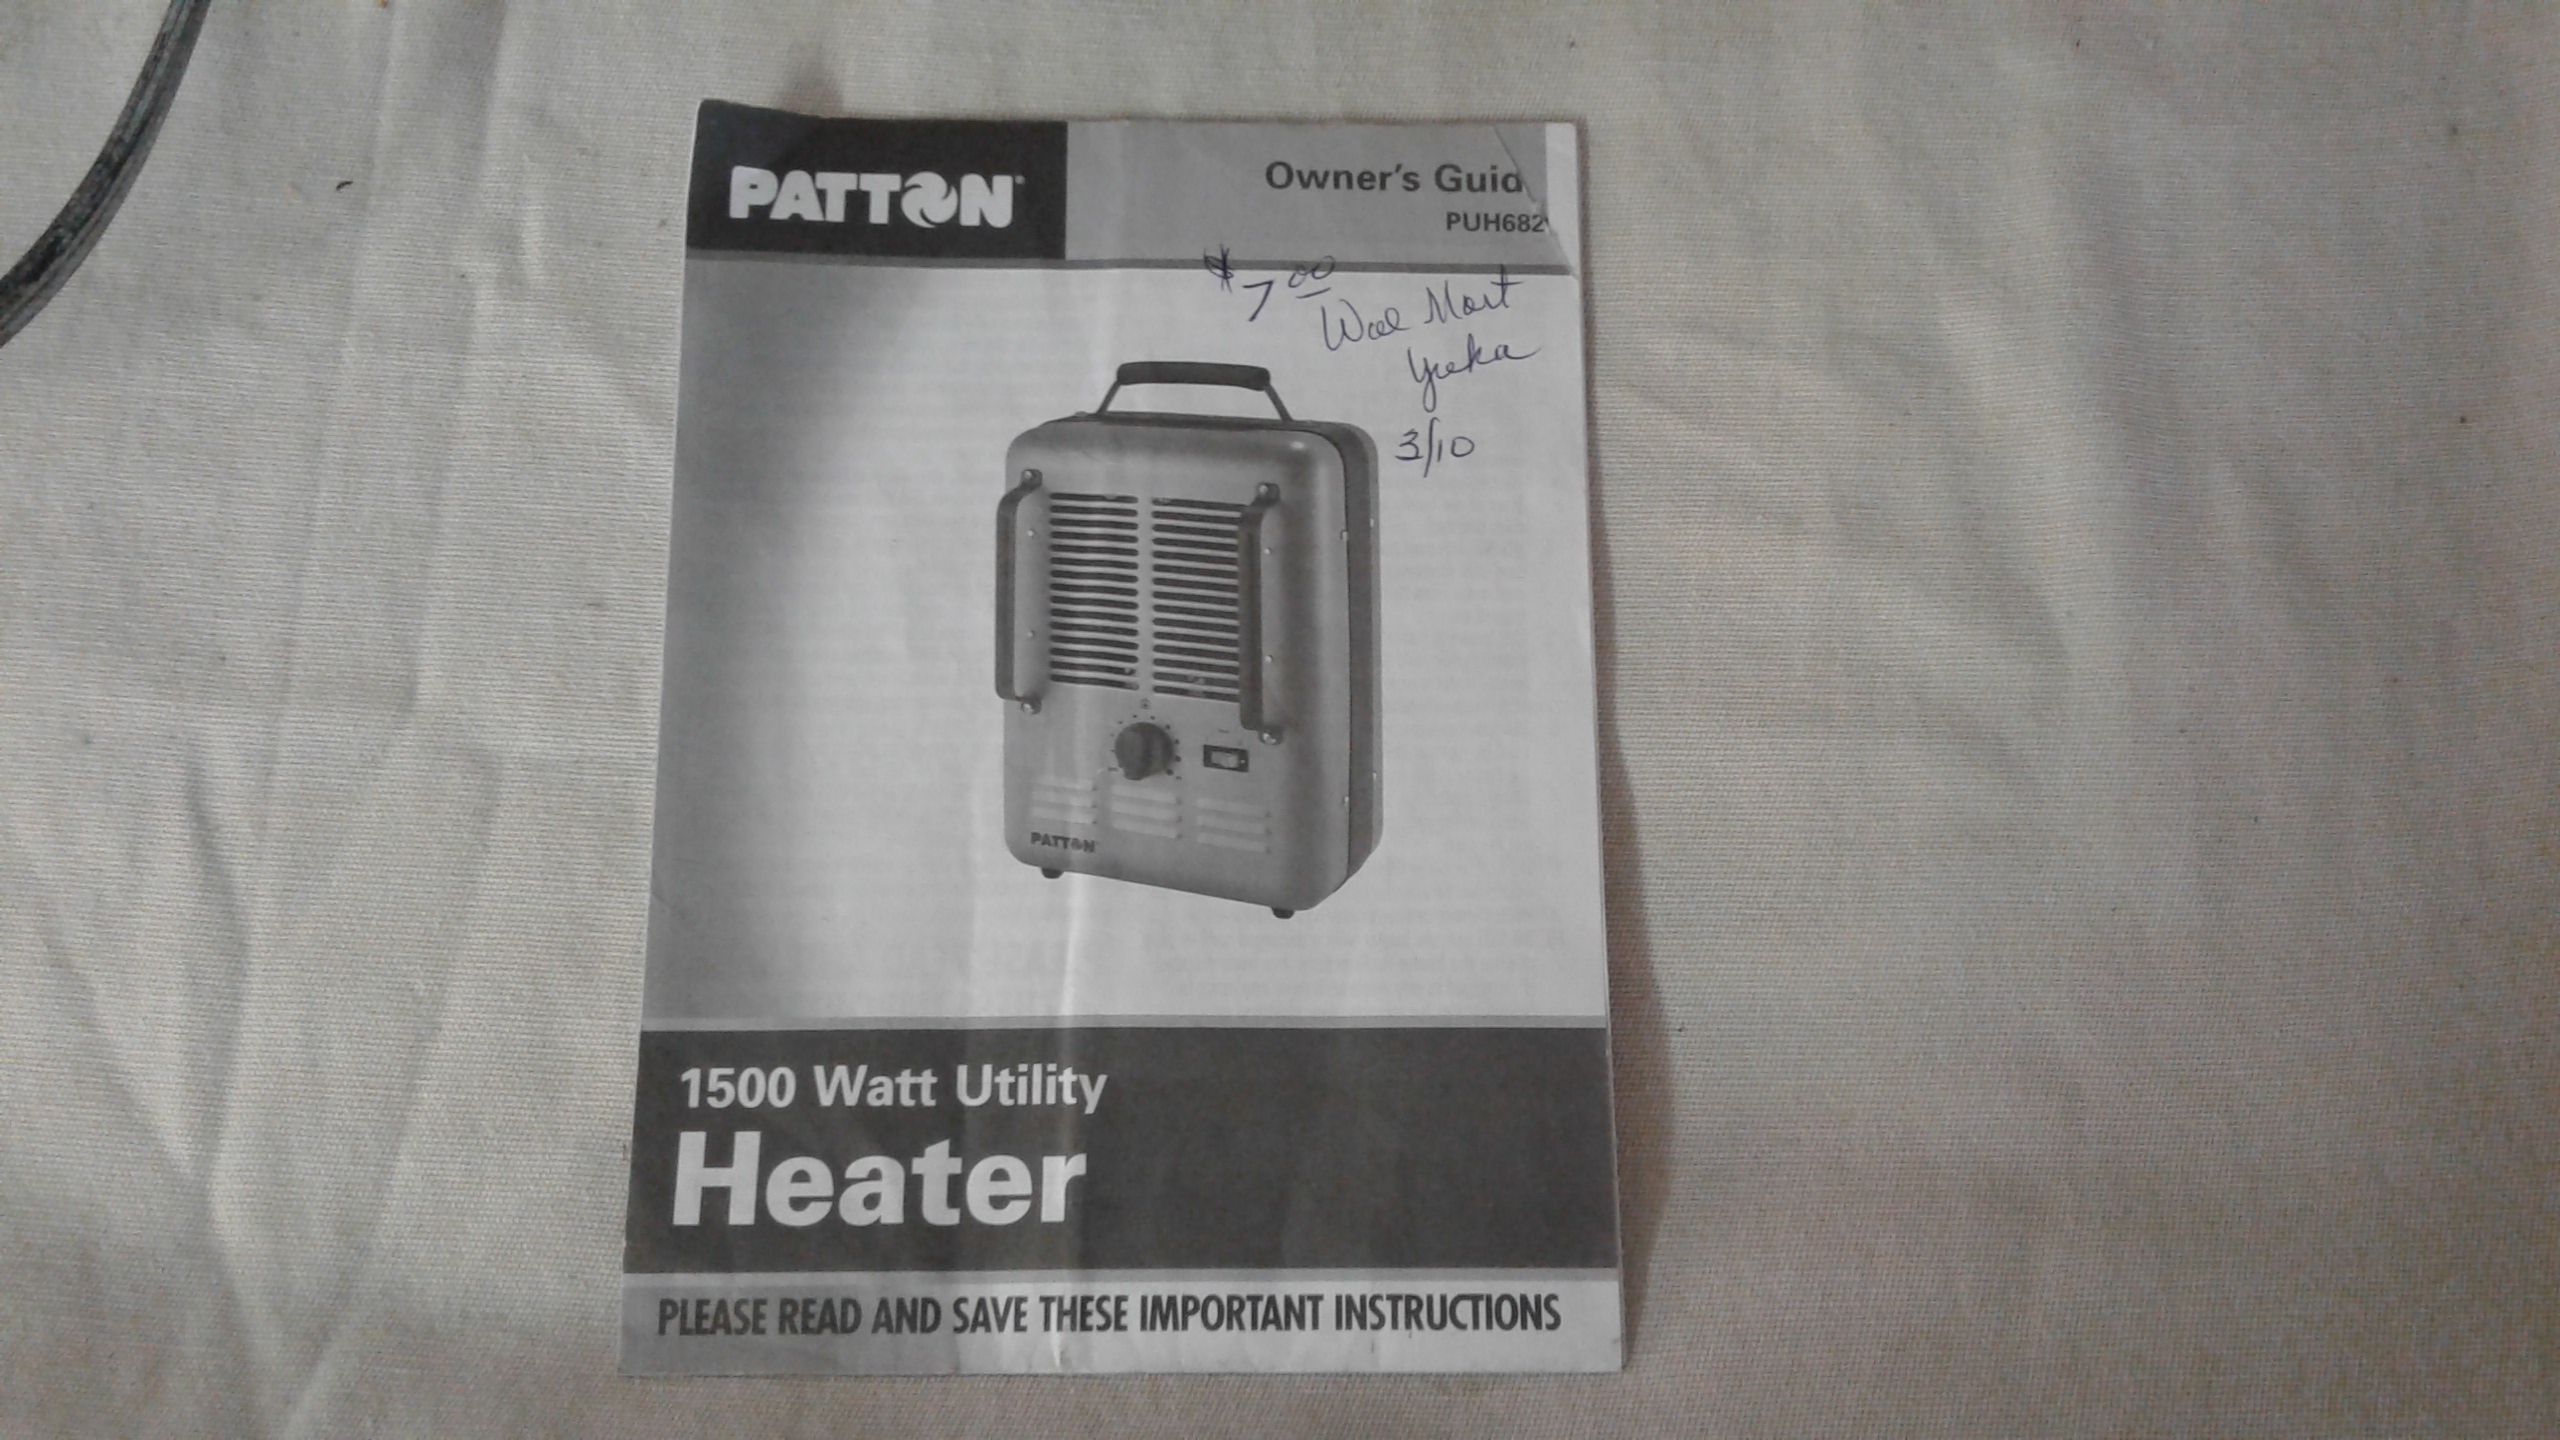 PATTON
Owner's Guid
PUH682
$7.00
Wal Mart
Yreka
3/10
PATTON
1500 Watt Utility
Heater
PLEASE READ AND SAVE THESE IMPORTANT INSTRUCTIONS